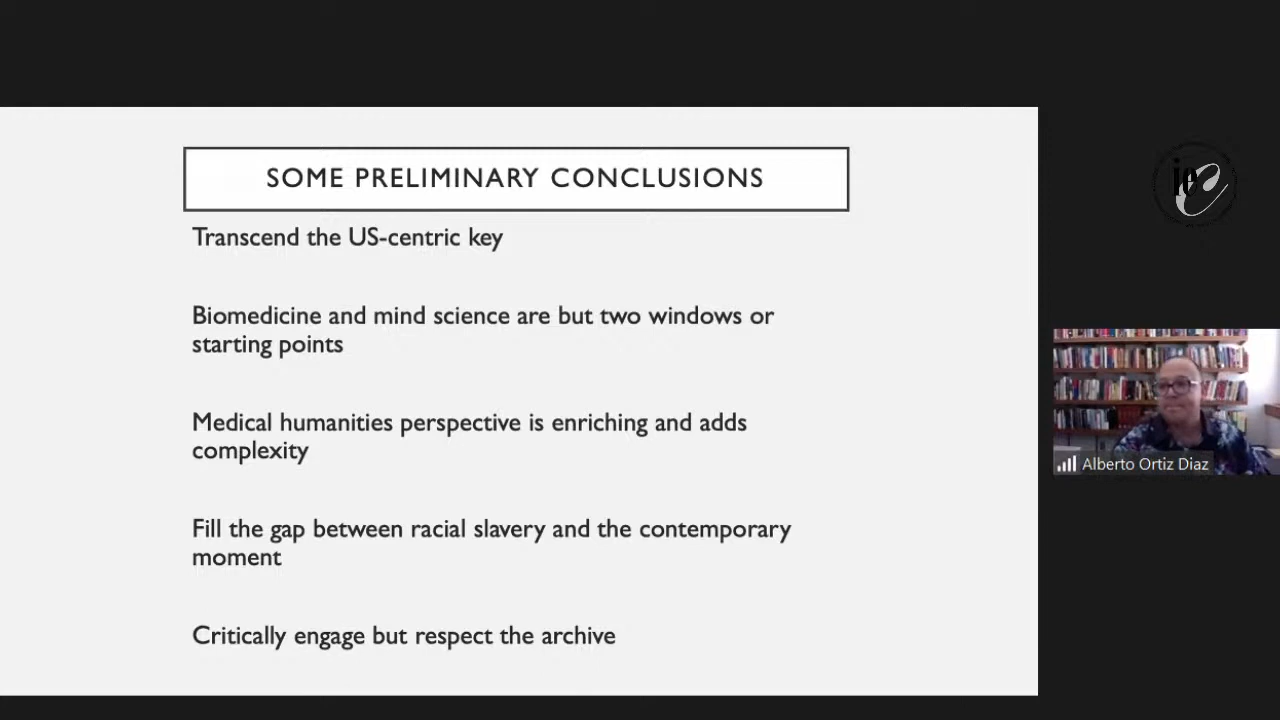 SOME PRELIMINARY CONCLUSIONS
Transcend the US-centric key
Biomedicine and mind science are but two windows or
starting points
Medical humanities perspective is enriching and adds
complexity
Fill the gap between racial slavery and the contemporary
moment
Critically engage but respect the archive
ieC
Alberto Ortiz Diaz